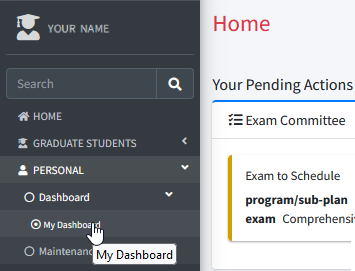 YOUR NAME
Search
HOME
GRADUATE STUDENTS
PERSONAL
Dashboard
My Dashboard
Maintenanc
My Dashboard
Home
Your Pending Actions
Exam Committee
Exam to Schedule
program/sub-plan
exam Comprehensiv